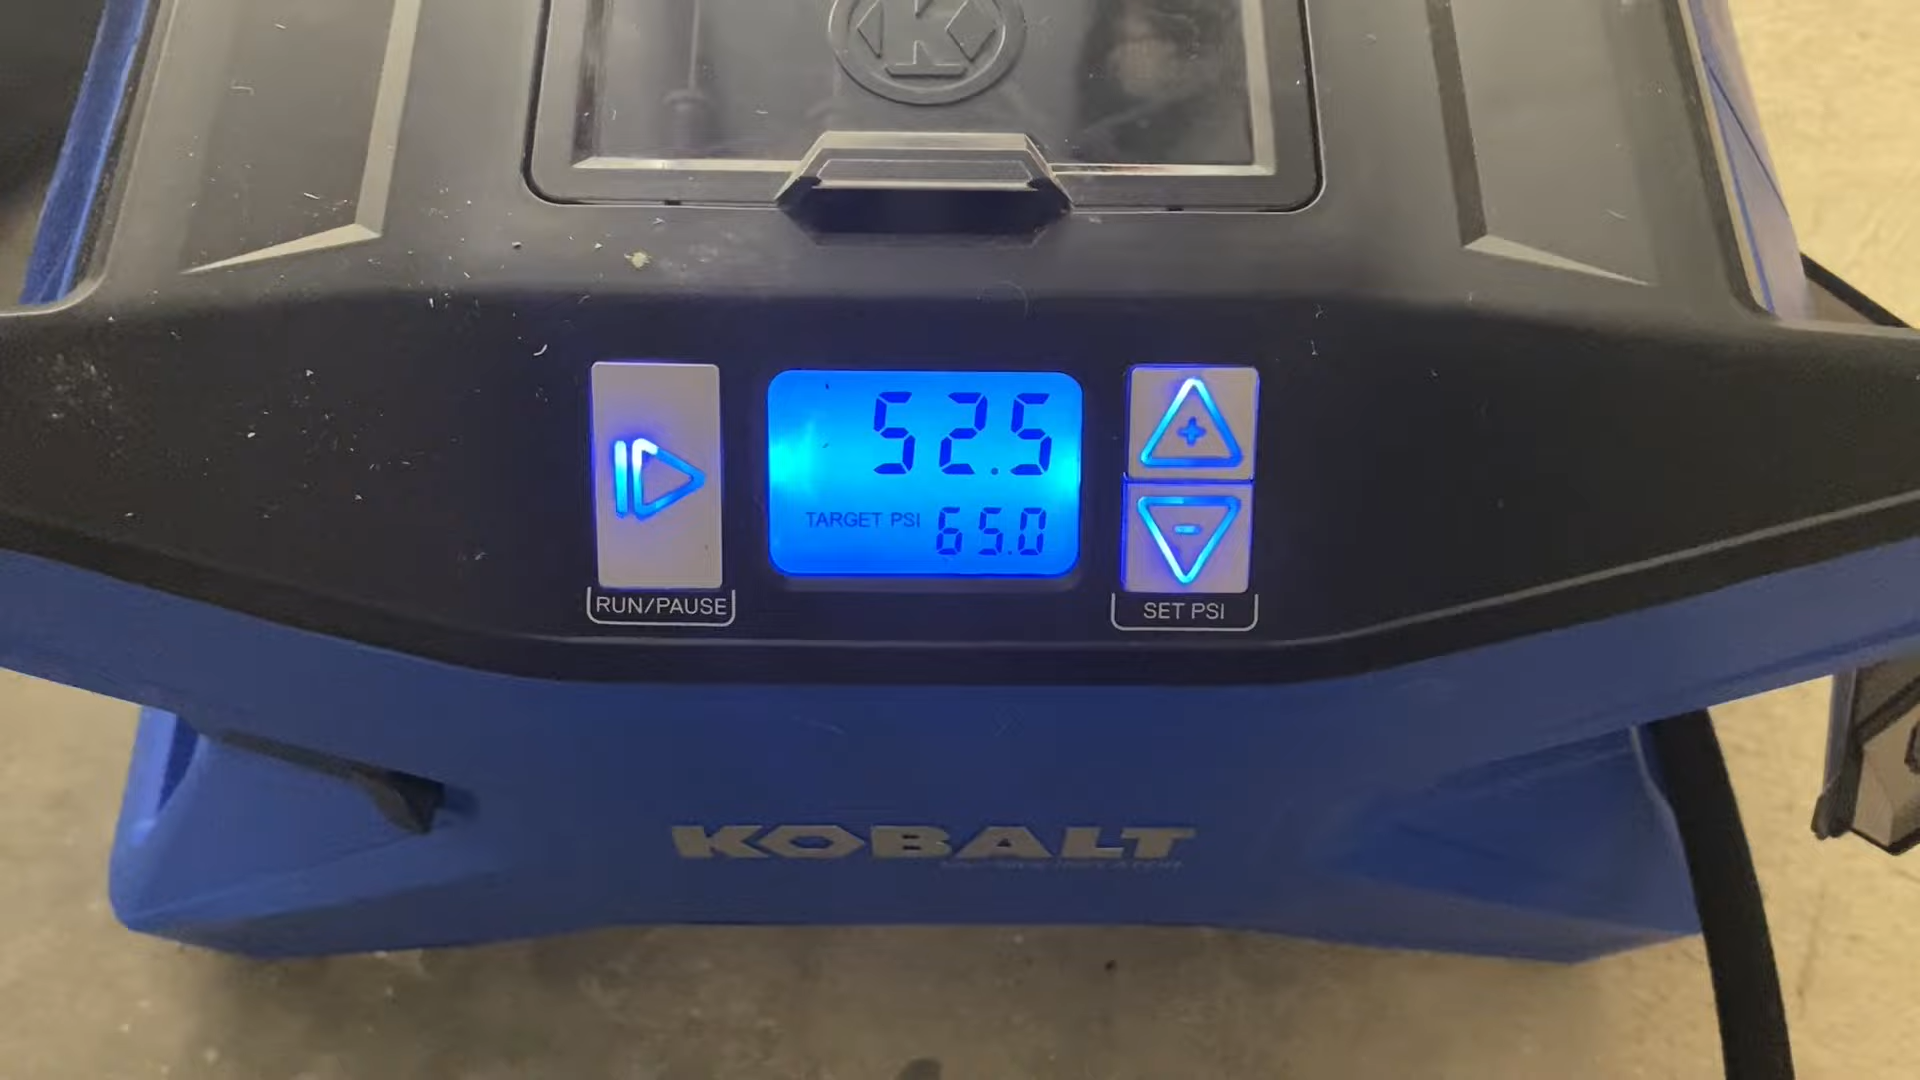 K
52.5
TARGET PSI 65.0
+
-
RUN/PAUSE
SET PSI
KOBALT